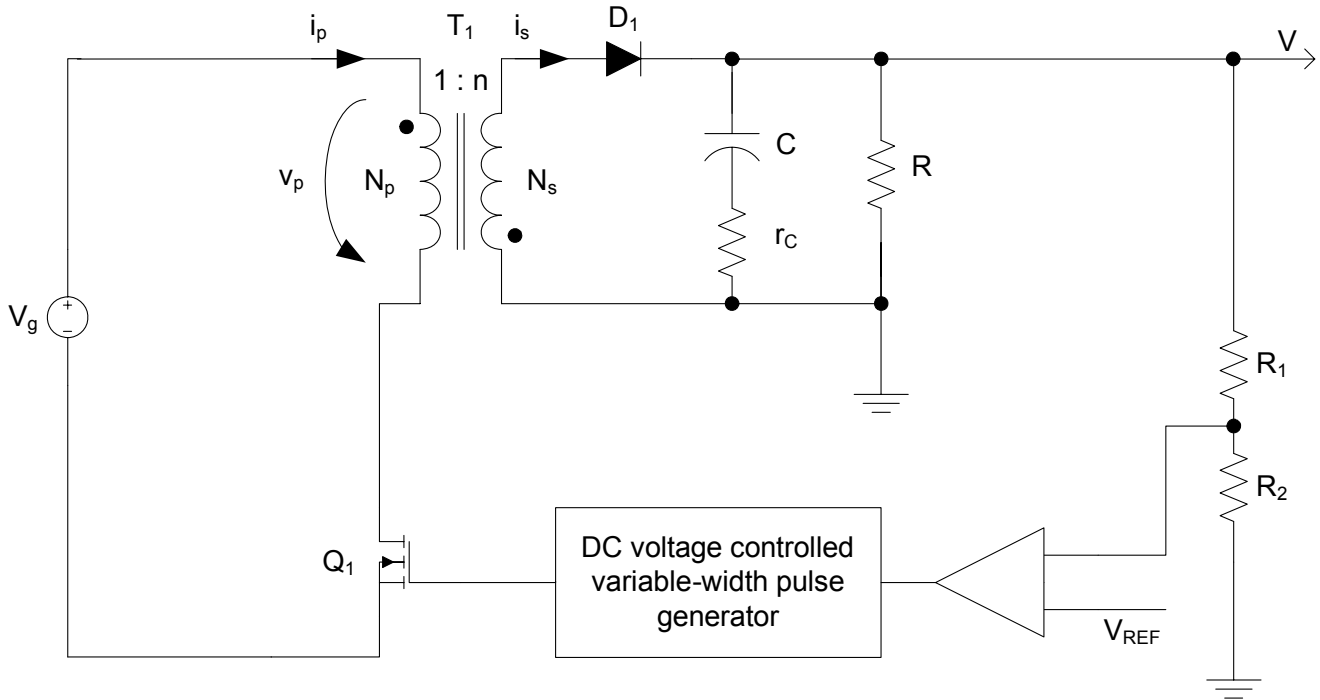 i_p
T_1
i_s
D_1
V
1 : n
C
R
v_p
N_p
N_s
r_C
V_g
+
−
R_1
R_2
Q_1
DC voltage controlled
variable-width pulse
generator
V_REF